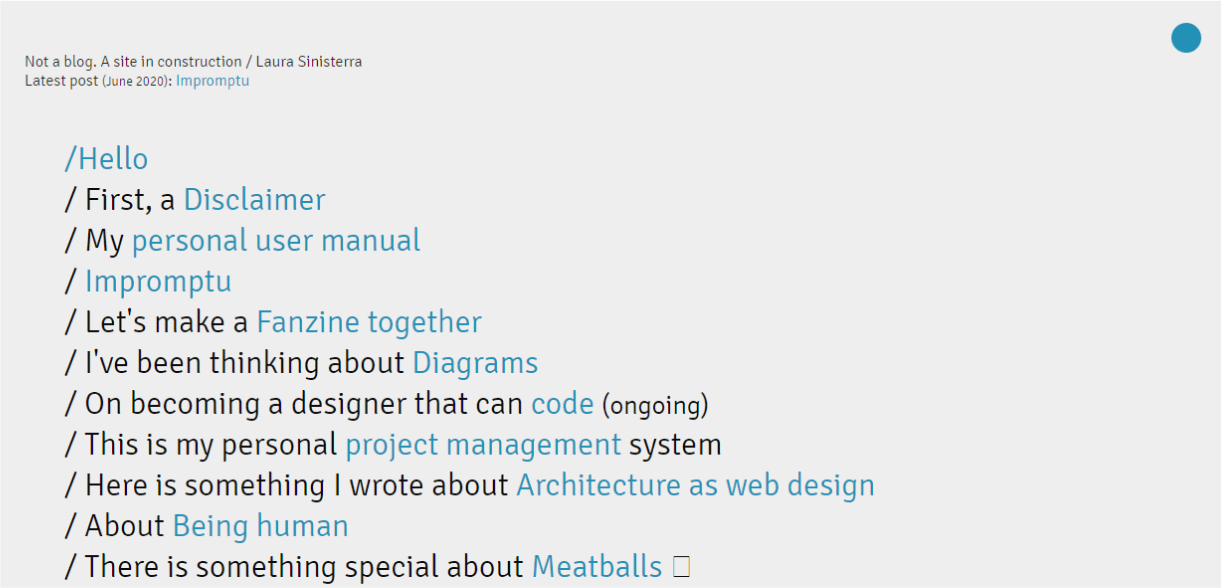 Not a blog. A site in construction / Laura Sinisterra
Latest post (June 2020): Impromptu
/Hello
/ First, a Disclaimer
/ My personal user manual
/ Impromptu
/ Let's make a Fanzine together
/ I've been thinking about Diagrams
/ On becoming a designer that can code (ongoing)
/ This is my personal project management system
/ Here is something I wrote about Architecture as web design
/ About Being human
/ There is something special about Meatballs